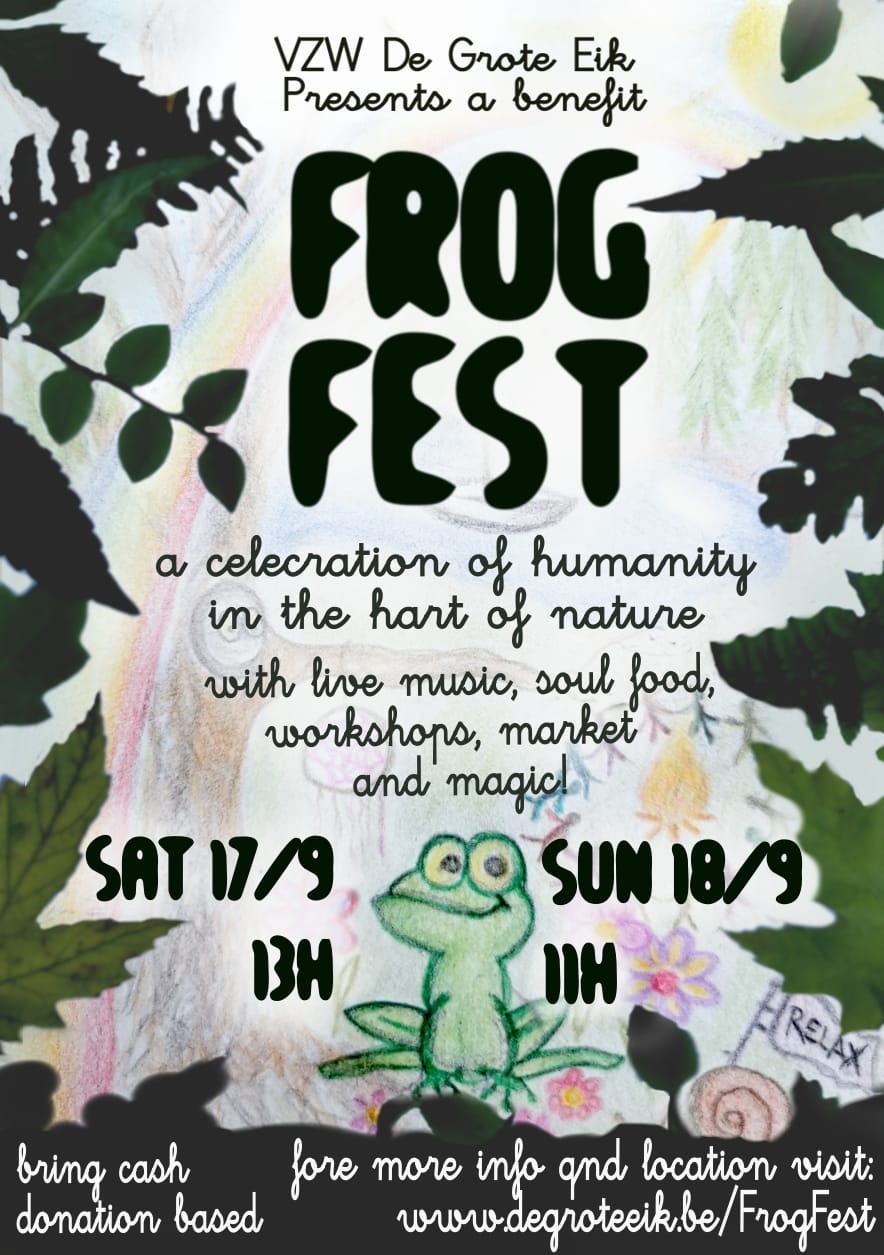 VZW De Grote Eik
Presents a benefit
FROG
FEST
a celecration of humanity
in the hart of nature
with live music, soul food,
workshops, market
and magic!
SAT 17/9
13H
SUN 18/9
11H
RELAX
bring cash
donation based
fore more info qnd location visit:
www.degroteeik.be/FrogFest